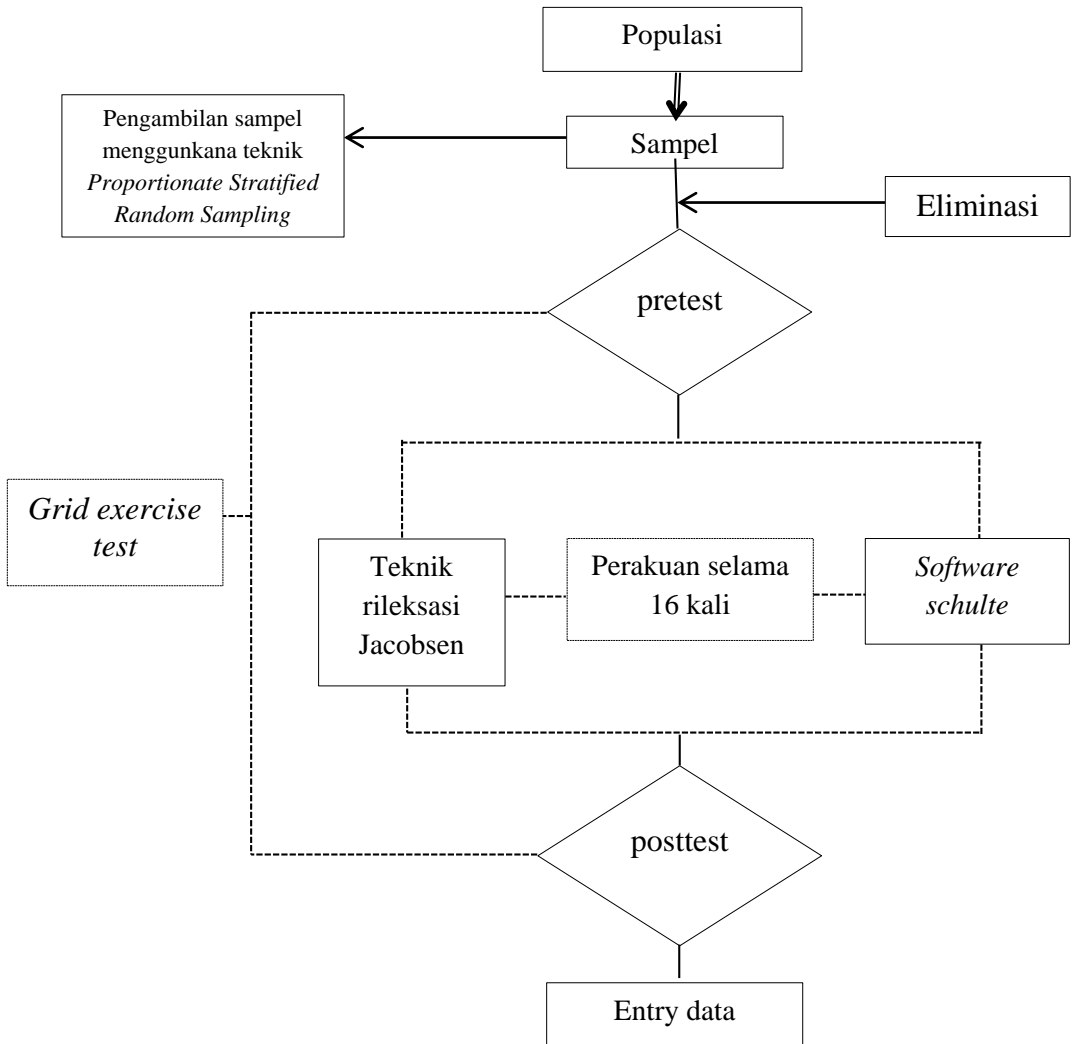 Populasi
Pengambilan sampel
menggunkana teknik
Proportionate Stratified
Random Sampling
Sampel
Eliminasi
pretest
Grid exercise
test
Teknik
rileksasi
Jacobsen
Perakuan selama
16 kali
Software
schulte
posttest
Entry data